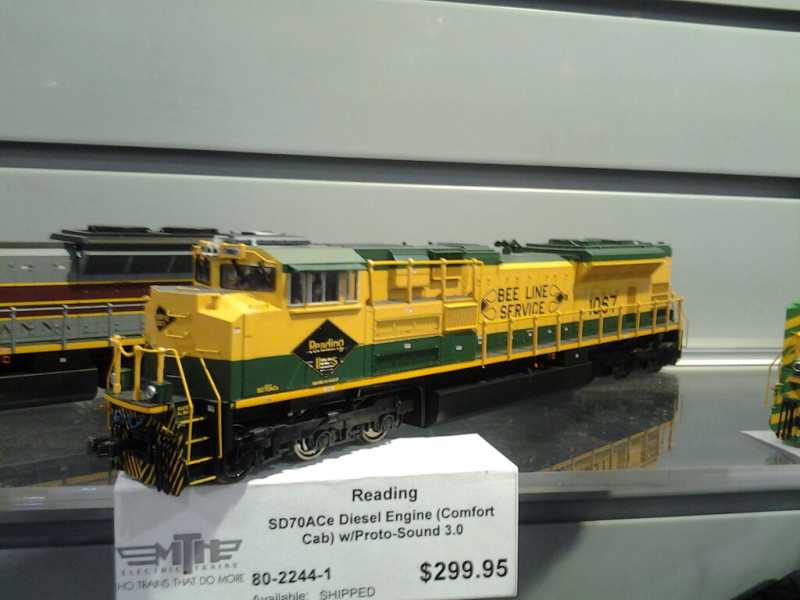 BEE LINE
SERVICE
1067
Reading
LINES
Reading
SD70ACe Diesel Engine (Comfort
Cab) w/Proto-Sound 3.0
MTH
ELECTRIC TRAINS
HO TRAINS THAT DO MORE
80-2244-1
$299.95
Available: SHIPPED